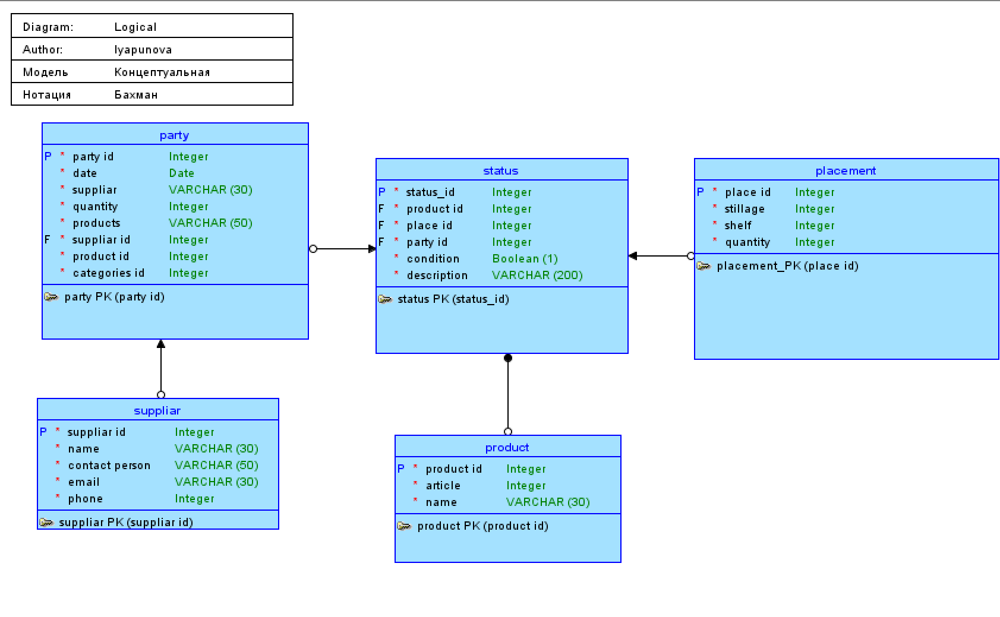 Diagram: Logical
Author: lyapunova
Модель Концептуальная
Нотация Бахман
party
P * party id Integer
* date Date
* suppliar VARCHAR (30)
* quantity Integer
* products VARCHAR (50)
F * suppliar id Integer
* product id Integer
* categories id Integer
party PK (party id)
status
P * status_id Integer
F * product id Integer
F * place id Integer
F * party id Integer
* condition Boolean (1)
* description VARCHAR (200)
status PK (status_id)
placement
P * place id Integer
* stillage Integer
* shelf Integer
* quantity Integer
placement_PK (place id)
suppliar
P * suppliar id Integer
* name VARCHAR (30)
* contact person VARCHAR (50)
* email VARCHAR (30)
* phone Integer
suppliar PK (suppliar id)
product
P * product id Integer
* article Integer
* name VARCHAR (30)
product PK (product id)